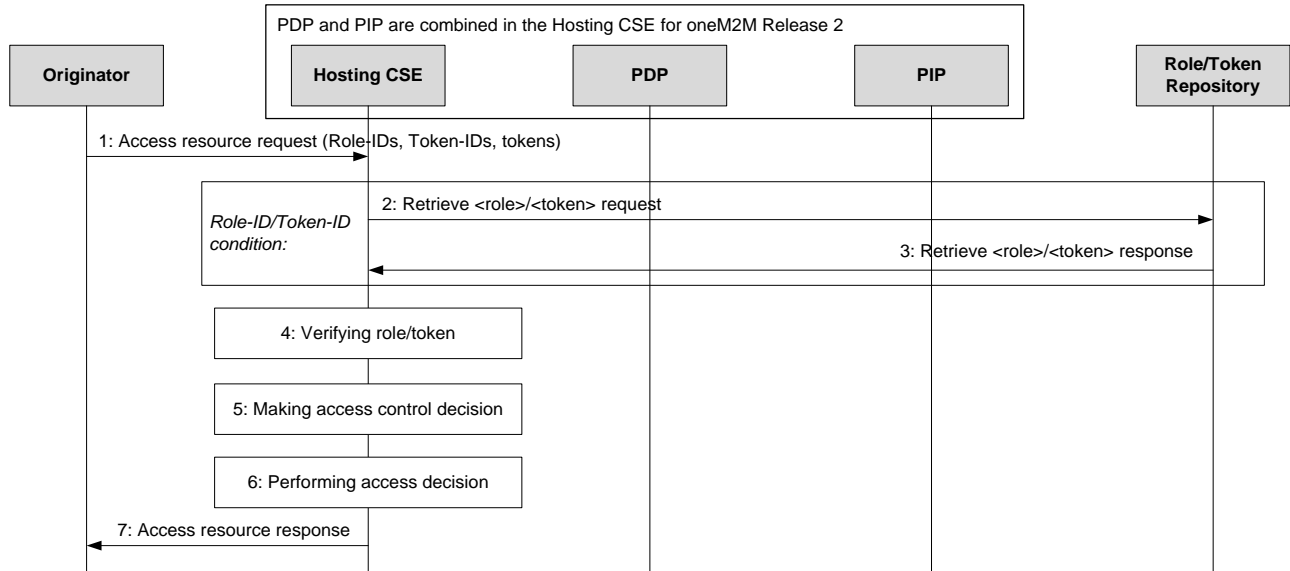 PDP and PIP are combined in the Hosting CSE for oneM2M Release 2
Originator
Hosting CSE
PDP
PIP
Role/Token
Repository
1: Access resource request (Role-IDs, Token-IDs, tokens)
Role-ID/Token-ID
condition:
2: Retrieve <role>/<token> request
3: Retrieve <role>/<token> response
4: Verifying role/token
5: Making access control decision
6: Performing access decision
7: Access resource response